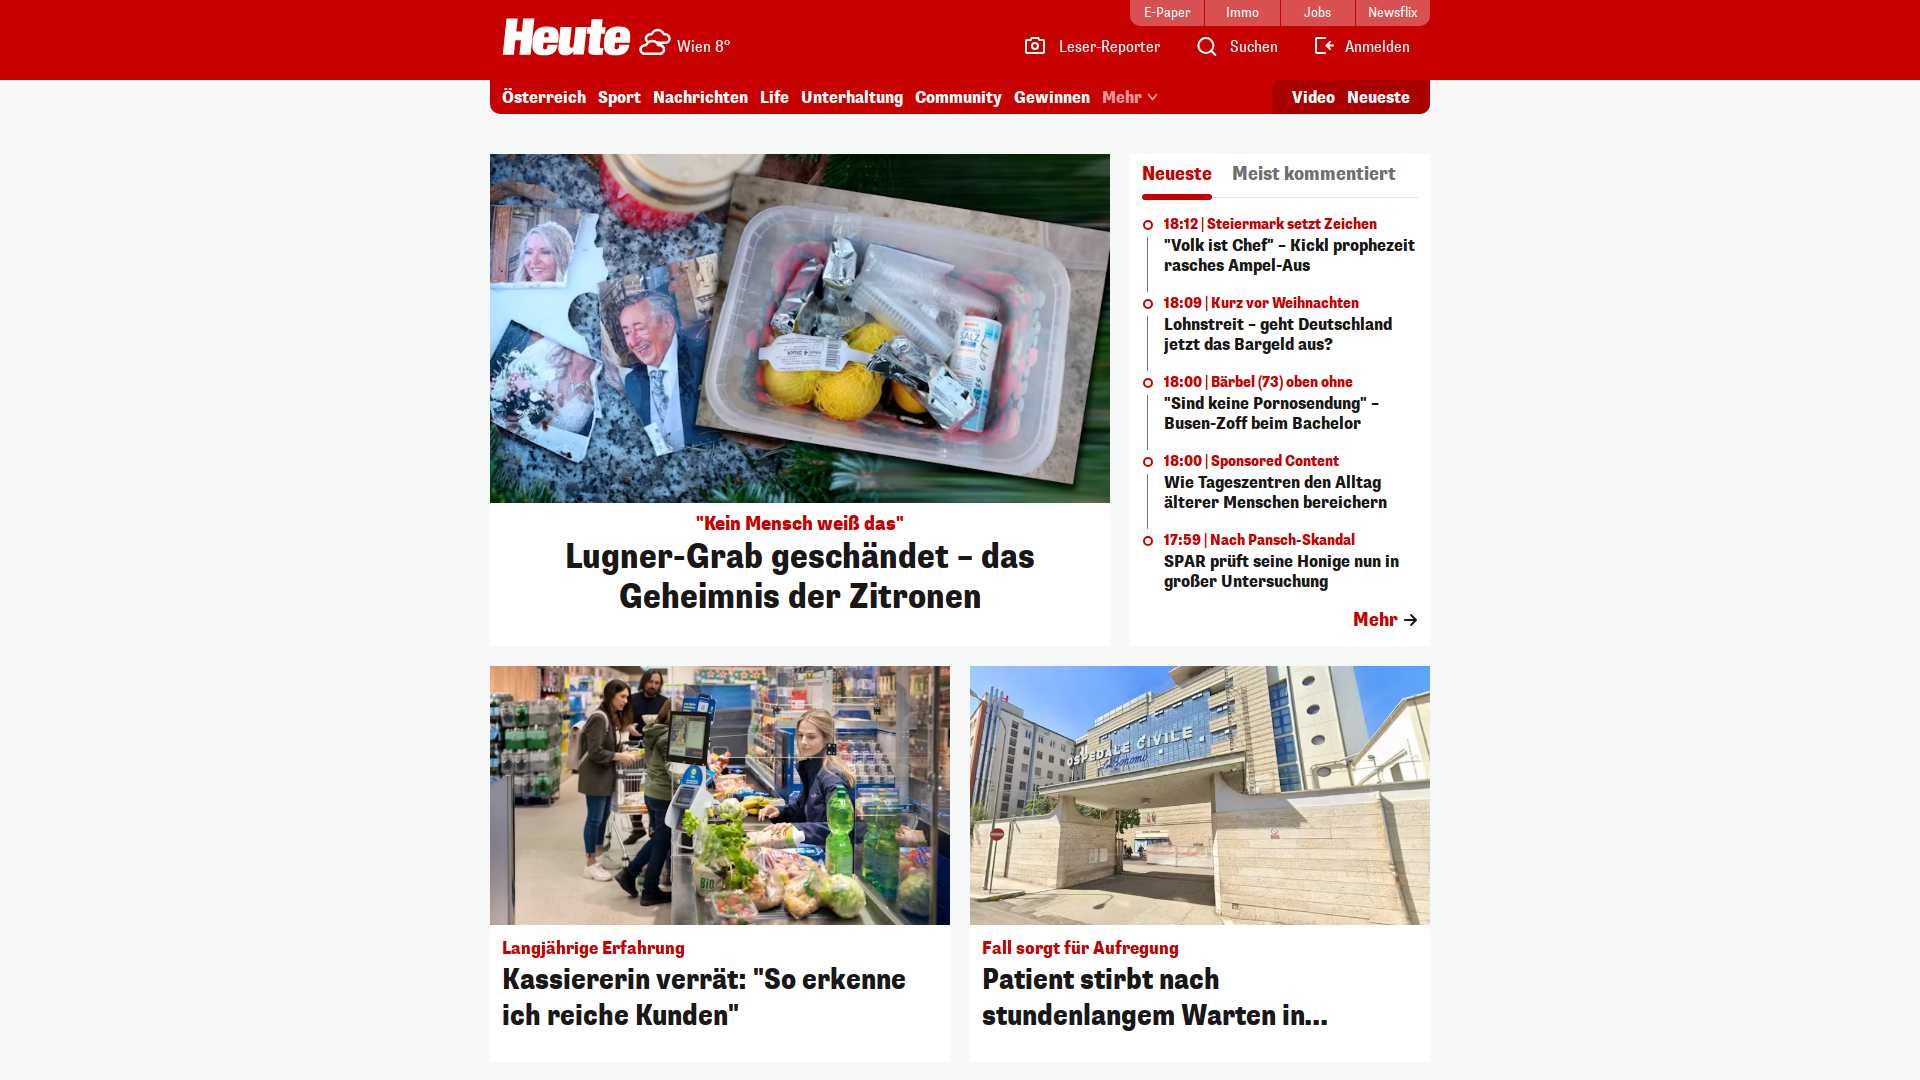 E-Paper
Immo
Jobs
Newsflix
Heute
Wien 8°
Leser-Reporter
Suchen
Anmelden
Österreich
Sport
Nachrichten
Life
Unterhaltung
Community
Gewinnen
Mehr
Video
Neueste
SALZ
"Kein Mensch weiß das"
Lugner-Grab geschändet – das
Geheimnis der Zitronen
Neueste
Meist kommentiert
18:12 | Steiermark setzt Zeichen
"Volk ist Chef" – Kickl prophezeit
rasches Ampel-Aus
18:09 | Kurz vor Weihnachten
Lohnstreit – geht Deutschland
jetzt das Bargeld aus?
18:00 | Bärbel (73) oben ohne
"Sind keine Pornosendung" –
Busen-Zoff beim Bachelor
18:00 | Sponsored Content
Wie Tageszentren den Alltag
älterer Menschen bereichern
17:59 | Nach Pansch-Skandal
SPAR prüft seine Honige nun in
großer Untersuchung
Mehr
BIO
Langjährige Erfahrung
Kassiererin verrät: "So erkenne
ich reiche Kunden"
OSPEDALE CIVILE
Fall sorgt für Aufregung
Patient stirbt nach
stundenlangem Warten in...